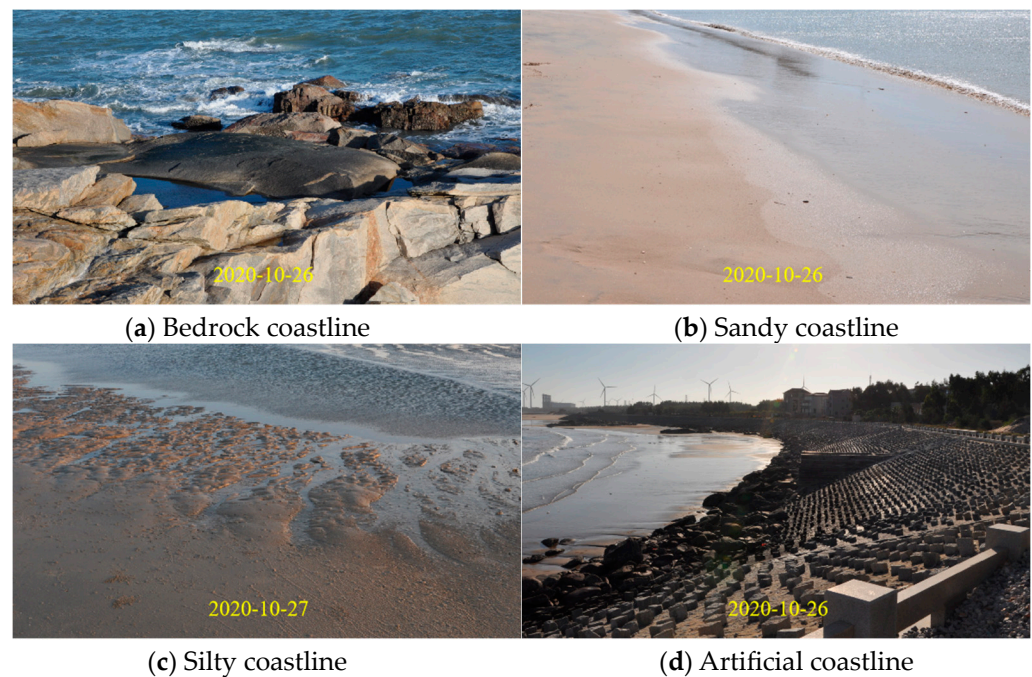 2020-10-26
2020-10-26
(a) Bedrock coastline
(b) Sandy coastline
2020-10-27
2020-10-26
(c) Silty coastline
(d) Artificial coastline